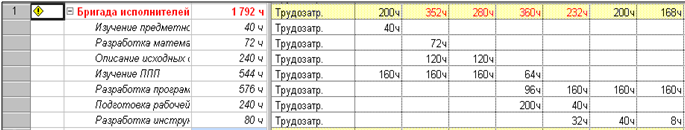 1 Бригада исполнителей 1 792 ч Трудозатр. 200ч 352ч 280ч 360ч 232ч 200ч 168ч
Изучение предметно 40 ч Трудозатр. 40ч
Разработка матема 72 ч Трудозатр. 72ч
Описание исходных 240 ч Трудозатр. 120ч 120ч
Изучение ППП 544 ч Трудозатр. 160ч 160ч 160ч 64ч
Разработка програм 576 ч Трудозатр. 96ч 160ч 160ч 160ч
Подготовка рабочей 240 ч Трудозатр. 200ч 40ч
Разработка инструк 80 ч Трудозатр. 32ч 40ч 8ч